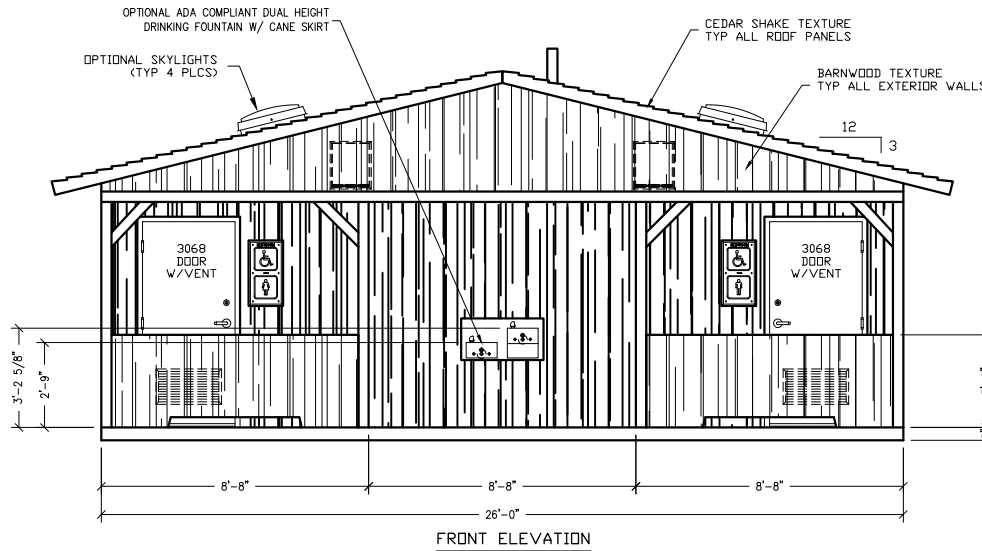 OPTIONAL ADA COMPLIANT DUAL HEIGHT
DRINKING FOUNTAIN W/ CANE SKIRT
CEDAR SHAKE TEXTURE
TYP ALL ROOF PANELS
OPTIONAL SKYLIGHTS
(TYP 4 PLCS)
BARNWOOD TEXTURE
TYP ALL EXTERIOR WALLS
12
3
3068
DOOR
W/VENT
3068
DOOR
W/VENT
3'-2 5/8"
2'-9"
8'-8"
8'-8"
8'-8"
26'-0"
FRONT ELEVATION